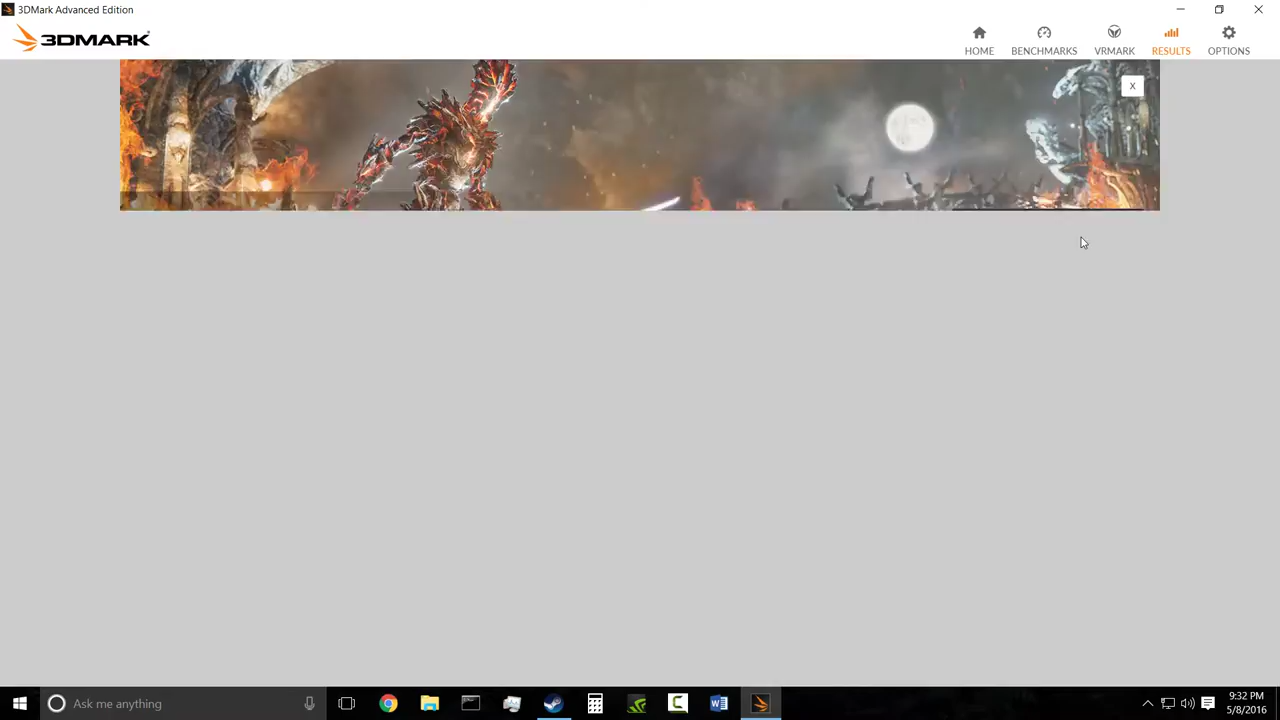 3DMark Advanced Edition
3DMARK
HOME
BENCHMARKS
VRMARK
RESULTS
OPTIONS
X
Ask me anything
9:32 PM
5/8/2016